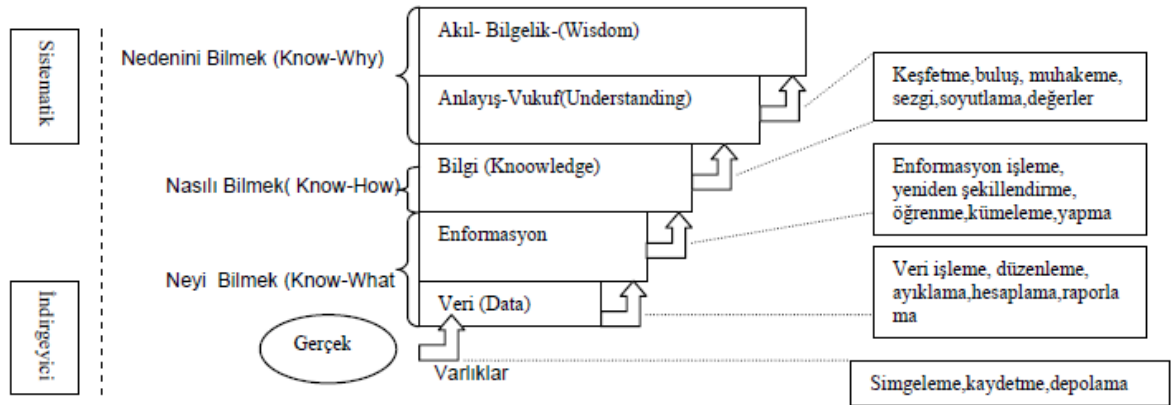 Sistematik
Nedenini Bilmek (Know-Why)
Akıl- Bilgelik-(Wisdom)
Anlayış-Vukuf(Understanding)
Keşfetme,buluş, muhakeme,
sezgi,soyutlama,değerler
Nasılı Bilmek( Know-How)
Bilgi (Knoowledge)
Enformasyon işleme,
yeniden şekillendirme,
öğrenme,kümeleme,yapma
Neyi Bilmek (Know-What
Enformasyon
Veri (Data)
Veri işleme, düzenleme,
ayıklama,hesaplama,raporla
ma
İndirgeyici
Gerçek
Varlıklar
Simgeleme,kaydetme,depolama